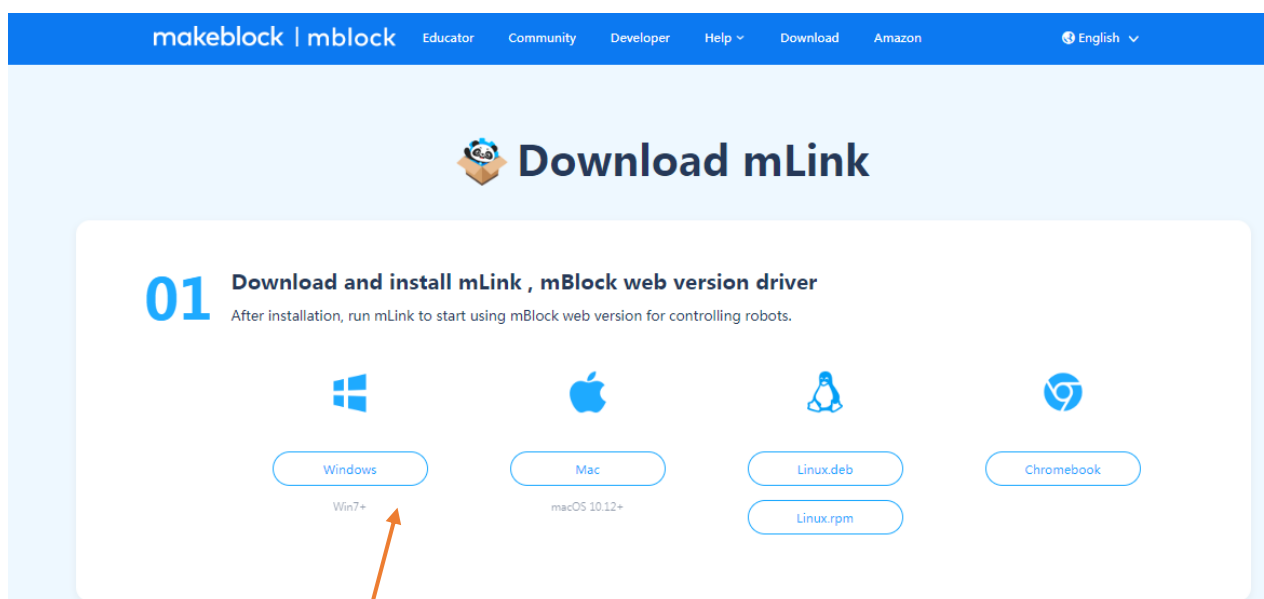 makeblock | mblock Educator Community Developer Help Download Amazon English
Download mLink
01 Download and install mLink , mBlock web version driver
After installation, run mLink to start using mBlock web version for controlling robots.
Windows Mac Linux.deb Chromebook
Win7+ macOS 10.12+
Linux.rpm